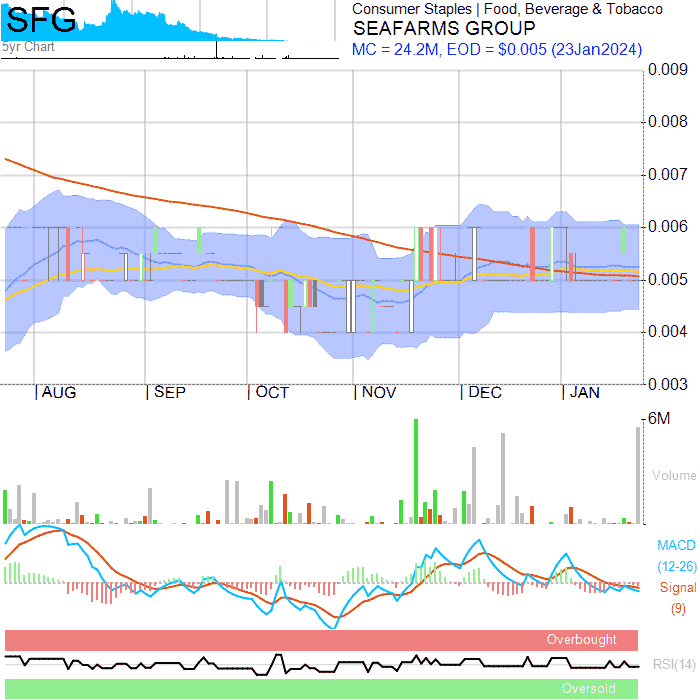 SFG
Consumer Staples | Food, Beverage & Tobacco
SEAFARMS GROUP
5yr Chart
MC = 24.2M, EOD = $0.005 (23Jan2024)
0.009
0.008
0.007
0.006
0.005
0.004
0.003
AUG SEP OCT NOV DEC JAN
6M
Volume
MACD
(12-26)
Signal
(9)
Overbought
RSI(14)
Oversold